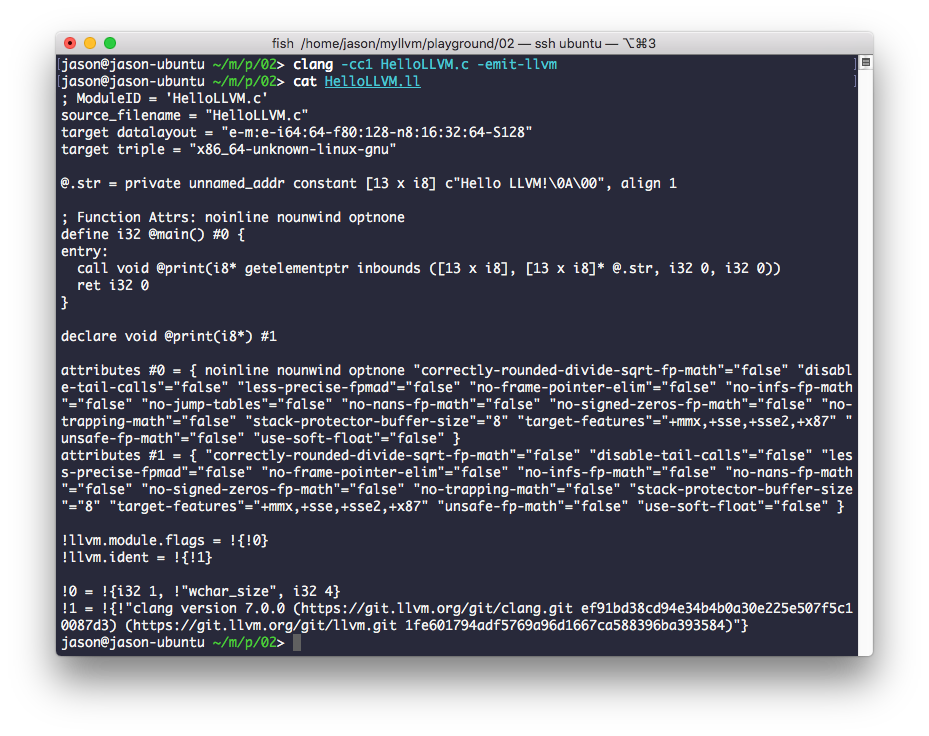 fish /home/jason/myllvm/playground/02 — ssh ubuntu — ⌥⌘3
[jason@jason-ubuntu ~/m/p/02> clang -cc1 HelloLLVM.c -emit-llvm ]
[jason@jason-ubuntu ~/m/p/02> cat HelloLLVM.ll ]
; ModuleID = 'HelloLLVM.c'
source_filename = "HelloLLVM.c"
target datalayout = "e-m:e-i64:64-f80:128-n8:16:32:64-S128"
target triple = "x86_64-unknown-linux-gnu"
@.str = private unnamed_addr constant [13 x i8] c"Hello LLVM!\0A\00", align 1
; Function Attrs: noinline nounwind optnone
define i32 @main() #0 {
entry:
  call void @print(i8* getelementptr inbounds ([13 x i8], [13 x i8]* @.str, i32 0, i32 0))
  ret i32 0
}
declare void @print(i8*) #1
attributes #0 = { noinline nounwind optnone "correctly-rounded-divide-sqrt-fp-math"="false" "disabl
e-tail-calls"="false" "less-precise-fpmad"="false" "no-frame-pointer-elim"="false" "no-infs-fp-math
"="false" "no-jump-tables"="false" "no-nans-fp-math"="false" "no-signed-zeros-fp-math"="false" "no-
trapping-math"="false" "stack-protector-buffer-size"="8" "target-features"="+mmx,+sse,+sse2,+x87" "
unsafe-fp-math"="false" "use-soft-float"="false" }
attributes #1 = { "correctly-rounded-divide-sqrt-fp-math"="false" "disable-tail-calls"="false" "les
s-precise-fpmad"="false" "no-frame-pointer-elim"="false" "no-infs-fp-math"="false" "no-nans-fp-math
"="false" "no-signed-zeros-fp-math"="false" "no-trapping-math"="false" "stack-protector-buffer-size
"="8" "target-features"="+mmx,+sse,+sse2,+x87" "unsafe-fp-math"="false" "use-soft-float"="false" }
!llvm.module.flags = !{!0}
!llvm.ident = !{!1}
!0 = !{i32 1, !"wchar_size", i32 4}
!1 = !{!"clang version 7.0.0 (https://git.llvm.org/git/clang.git ef91bd38cd94e34b4b0a30e225e507f5c1
0087d3) (https://git.llvm.org/git/llvm.git 1fe601794adf5769a96d1667ca588396ba393584)"}
jason@jason-ubuntu ~/m/p/02>